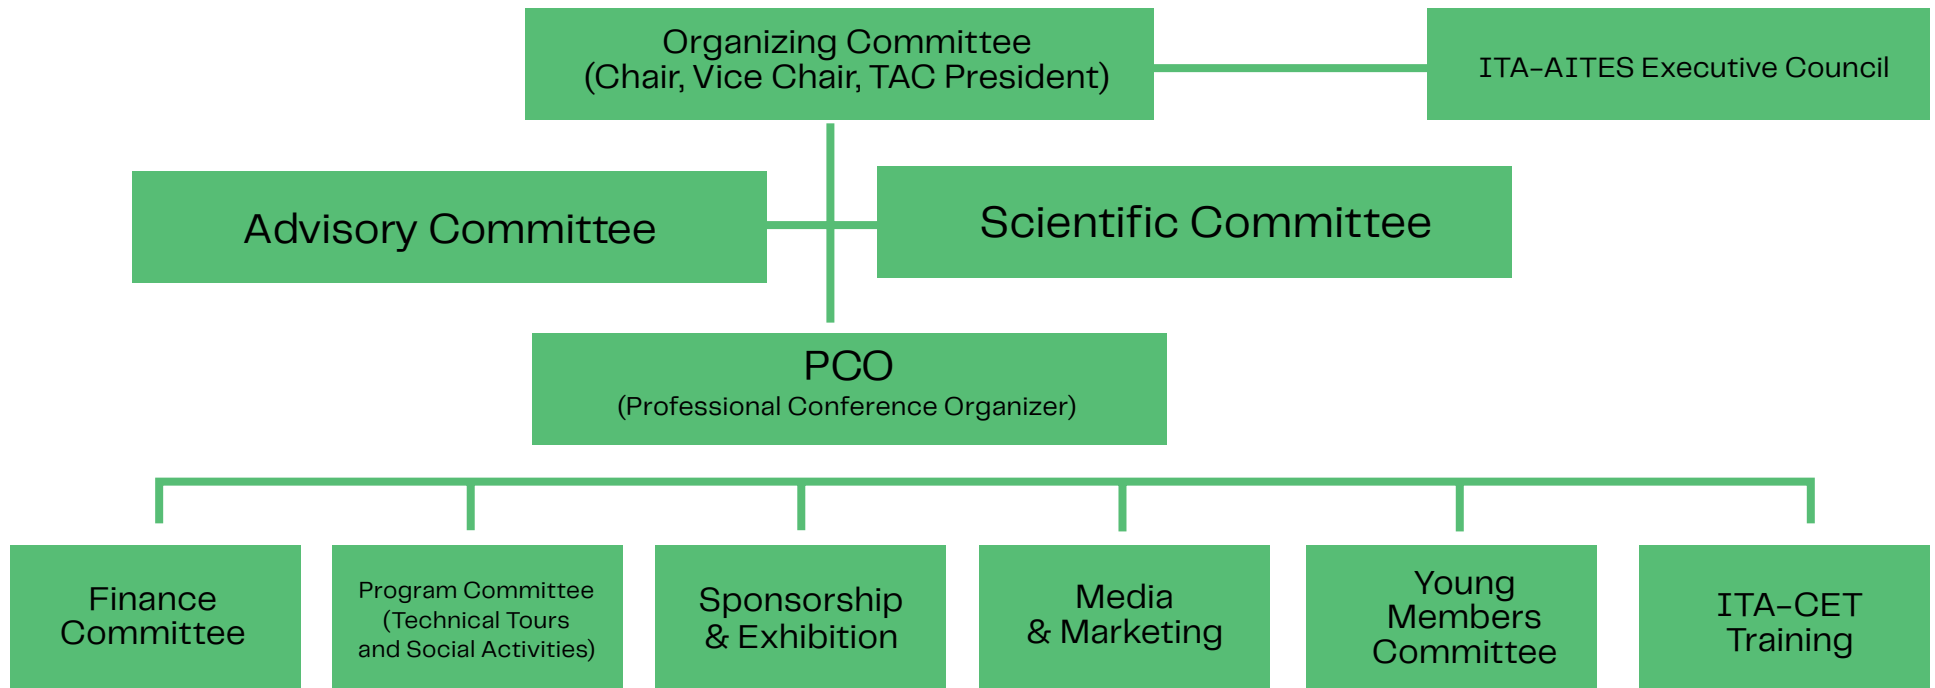 Organizing Committee
(Chair, Vice Chair, TAC President)
ITA-AITES Executive Council
Advisory Committee
Scientific Committee
PCO
(Professional Conference Organizer)
Finance
Committee
Program Committee
(Technical Tours
and Social Activities)
Sponsorship
& Exhibition
Media
& Marketing
Young
Members
Committee
ITA-CET
Training